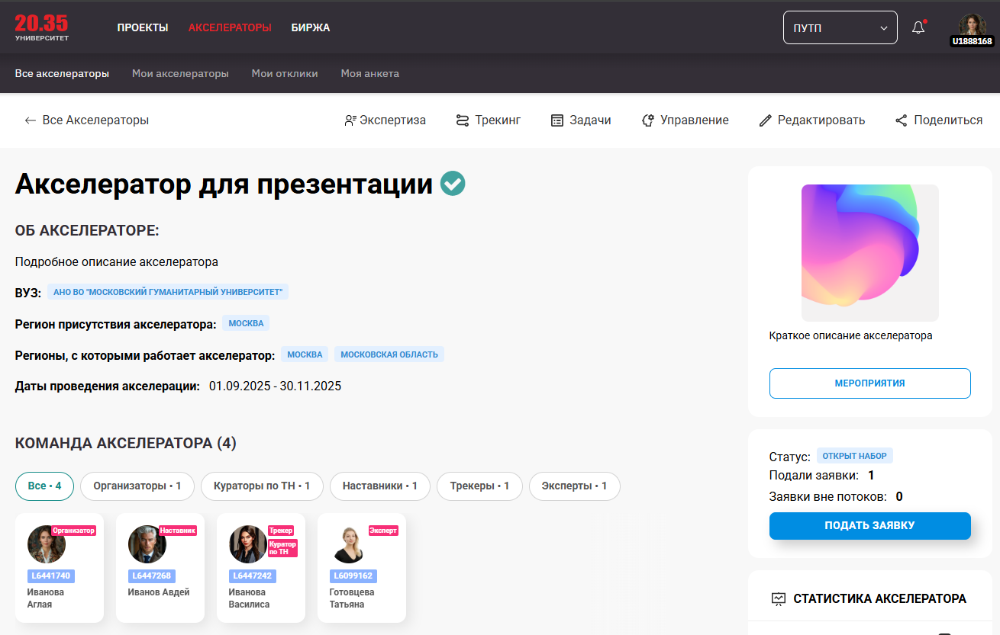 20.35
УНИВЕРСИТЕТ
ПРОЕКТЫ АКСЕЛЕРАТОРЫ БИРЖА
ПУТП
U1888168
Все акселераторы Мои акселераторы Мои отклики Моя анкета
Все Акселераторы
Экспертиза Трекинг Задачи Управление Редактировать Поделиться
Акселератор для презентации
ОБ АКСЕЛЕРАТОРЕ:
Подробное описание акселератора
ВУЗ: АНО ВО "МОСКОВСКИЙ ГУМАНИТАРНЫЙ УНИВЕРСИТЕТ"
Регион присутствия акселератора: МОСКВА
Регионы, с которыми работает акселератор: МОСКВА МОСКОВСКАЯ ОБЛАСТЬ
Даты проведения акселерации: 01.09.2025 - 30.11.2025
КОМАНДА АКСЕЛЕРАТОРА (4)
Все • 4 Организаторы • 1 Кураторы по ТН • 1 Наставники • 1 Трекеры • 1 Эксперты • 1
Организатор
L6441740
Иванова
Аглая
Наставник
L6447268
Иванов Авдей
Трекер
Куратор
по ТН
L6447242
Иванова
Василиса
Эксперт
L6099162
Готовцева
Татьяна
Краткое описание акселератора
МЕРОПРИЯТИЯ
Статус: ОТКРЫТ НАБОР
Подали заявки: 1
Заявки вне потоков: 0
ПОДАТЬ ЗАЯВКУ
СТАТИСТИКА АКСЕЛЕРАТОРА